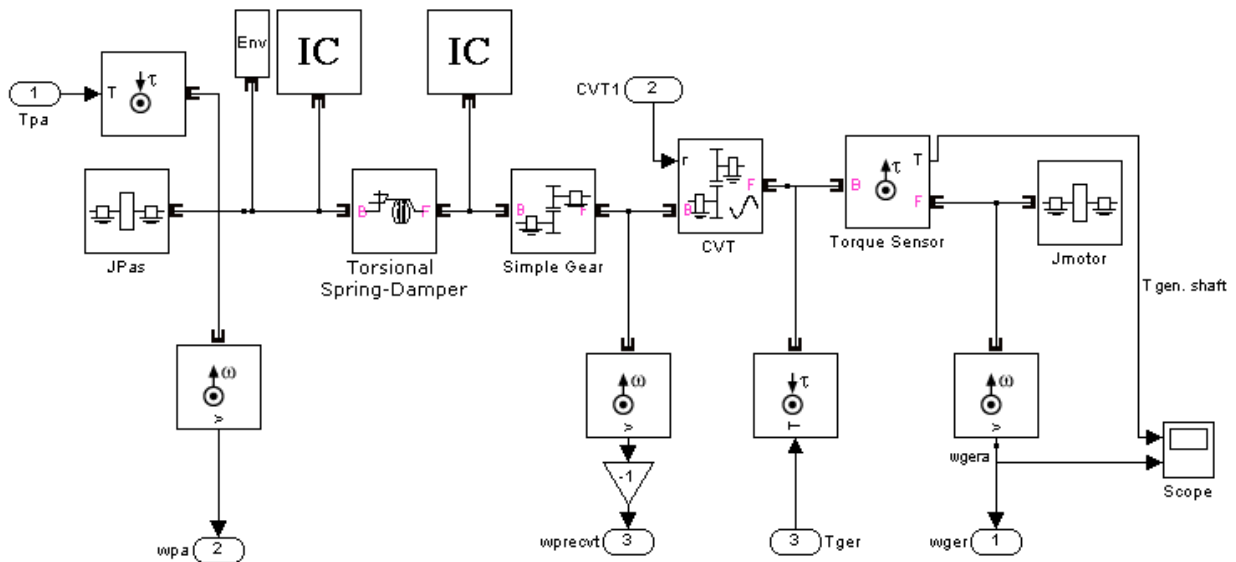 Env
IC
IC
1
T
τ
Tpa
CVT1
2
r
F
B
CVT
B
τ
T
F
Torque Sensor
JPas
B
F
Torsional
Spring-Damper
B
F
Simple Gear
Jmotor
T gen. shaft
ω
v
ω
v
τ
T
ω
v
wgera
-1
Scope
wpa
2
wprecvt
3
3
Tger
wger
1